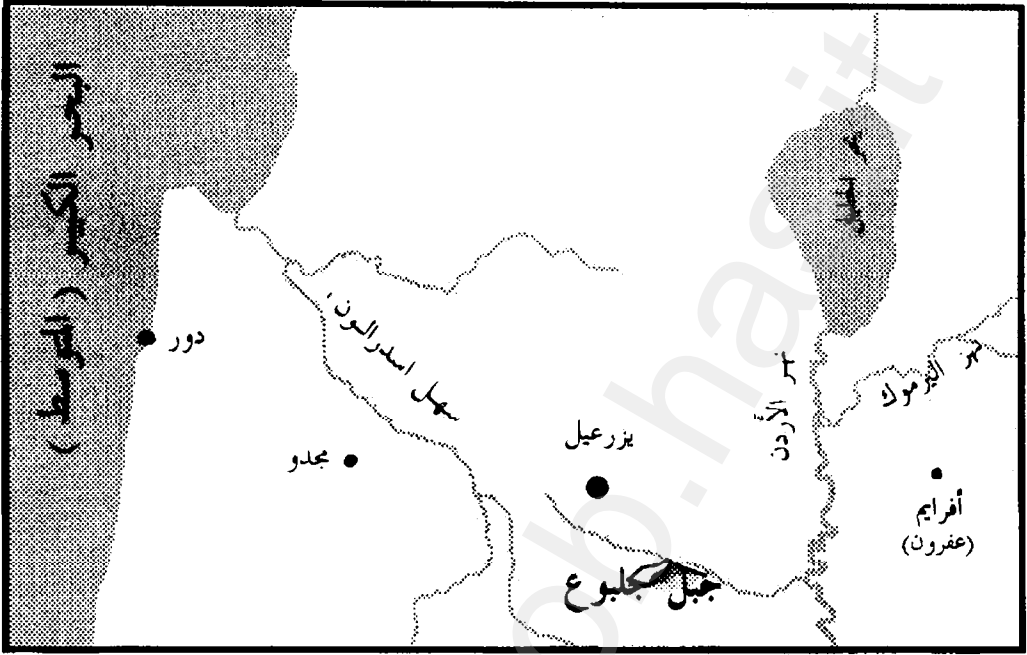 البحر الكبير (المتوسط)
بحر الجليل
نهر اليرموك
نهر الأردن
سهل اسدرالون
دور
يزرعيل
مجدو
أفرايم
(عفرون)
جبل جلبوع